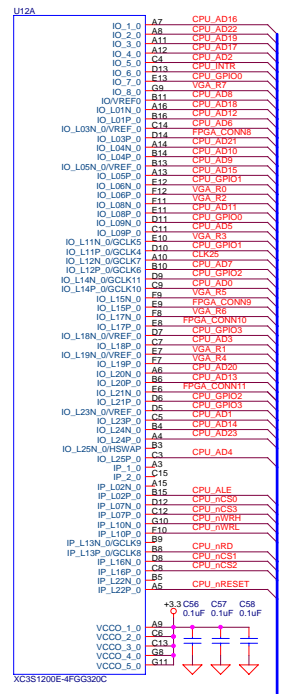 U12A
IO_1_0 A7 CPU_AD16
IO_2_0 A8 CPU_AD22
IO_3_0 A11 CPU_AD19
IO_4_0 A12 CPU_AD17
IO_5_0 C4 CPU_AD2
IO_6_0 D13 CPU_INTR
IO_7_0 E13 CPU_GPIO0
IO_8_0 G9 VGA_R7
IO/VREF0 B11 CPU_AD8
IO_L01N_0 A16 CPU_AD18
IO_L01P_0 B16 CPU_AD12
IO_L03N_0/VREF_0 C14 CPU_AD6
IO_L03P_0 D14 FPGA_CONN8
IO_L04N_0 A14 CPU_AD21
IO_L04P_0 B14 CPU_AD10
IO_L05N_0/VREF_0 B13 CPU_AD9
IO_L05P_0 A13 CPU_AD15
IO_L06N_0 E12 CPU_GPIO1
IO_L06P_0 F12 VGA_R0
IO_L08N_0 F11 VGA_R2
IO_L08P_0 E11 CPU_AD11
IO_L09N_0 D11 CPU_GPIO0
IO_L09P_0 C11 CPU_AD5
IO_L11N_0/GCLK5 E10 VGA_R3
IO_L11P_0/GCLK4 D10 CPU_GPIO1
IO_L12N_0/GCLK7 A10 CLK25
IO_L12P_0/GCLK6 B10 CPU_AD7
IO_L14N_0/GCLK11 D9 CPU_GPIO2
IO_L14P_0/GCLK10 C9 CPU_AD0
IO_L15N_0 F9 VGA_R5
IO_L15P_0 E9 FPGA_CONN9
IO_L17N_0 F8 VGA_R6
IO_L17P_0 E8 FPGA_CONN10
IO_L18N_0/VREF_0 D7 CPU_GPIO3
IO_L18P_0 C7 CPU_AD3
IO_L19N_0/VREF_0 E7 VGA_R1
IO_L19P_0 F7 VGA_R4
IO_L20N_0 A6 CPU_AD20
IO_L20P_0 B6 CPU_AD13
IO_L21N_0 E6 FPGA_CONN11
IO_L21P_0 D6 CPU_GPIO2
IO_L23N_0/VREF_0 D5 CPU_GPIO3
IO_L23P_0 C5 CPU_AD1
IO_L24N_0 B4 CPU_AD14
IO_L24P_0 A4 CPU_AD23
IO_L25N_0/HSWAP B3
IO_L25P_0 C3 CPU_AD4
IP_1_0 A3
IP_2_0 C15
IP_L02N_0 A15
IP_L02P_0 B15 CPU_ALE
IP_L07N_0 D12 CPU_nCS0
IP_L07P_0 C12 CPU_nCS3
IP_L10N_0 G10 CPU_nWRH
IP_L10P_0 F10 CPU_nWRL
IP_L13N_0/GCLK9 B9
IP_L13P_0/GCLK8 B8 CPU_nRD
IP_L16N_0 D8 CPU_nCS1
IP_L16P_0 C8 CPU_nCS2
IP_L22N_0 B5
IP_L22P_0 A5 CPU_nRESET
+3.3 C56 C57 C58
0.1uF 0.1uF 0.1uF
VCCO_1_0 A9
VCCO_2_0 C6
VCCO_3_0 C13
VCCO_4_0 G8
VCCO_5_0 G11
XC3S1200E-4FGG320C